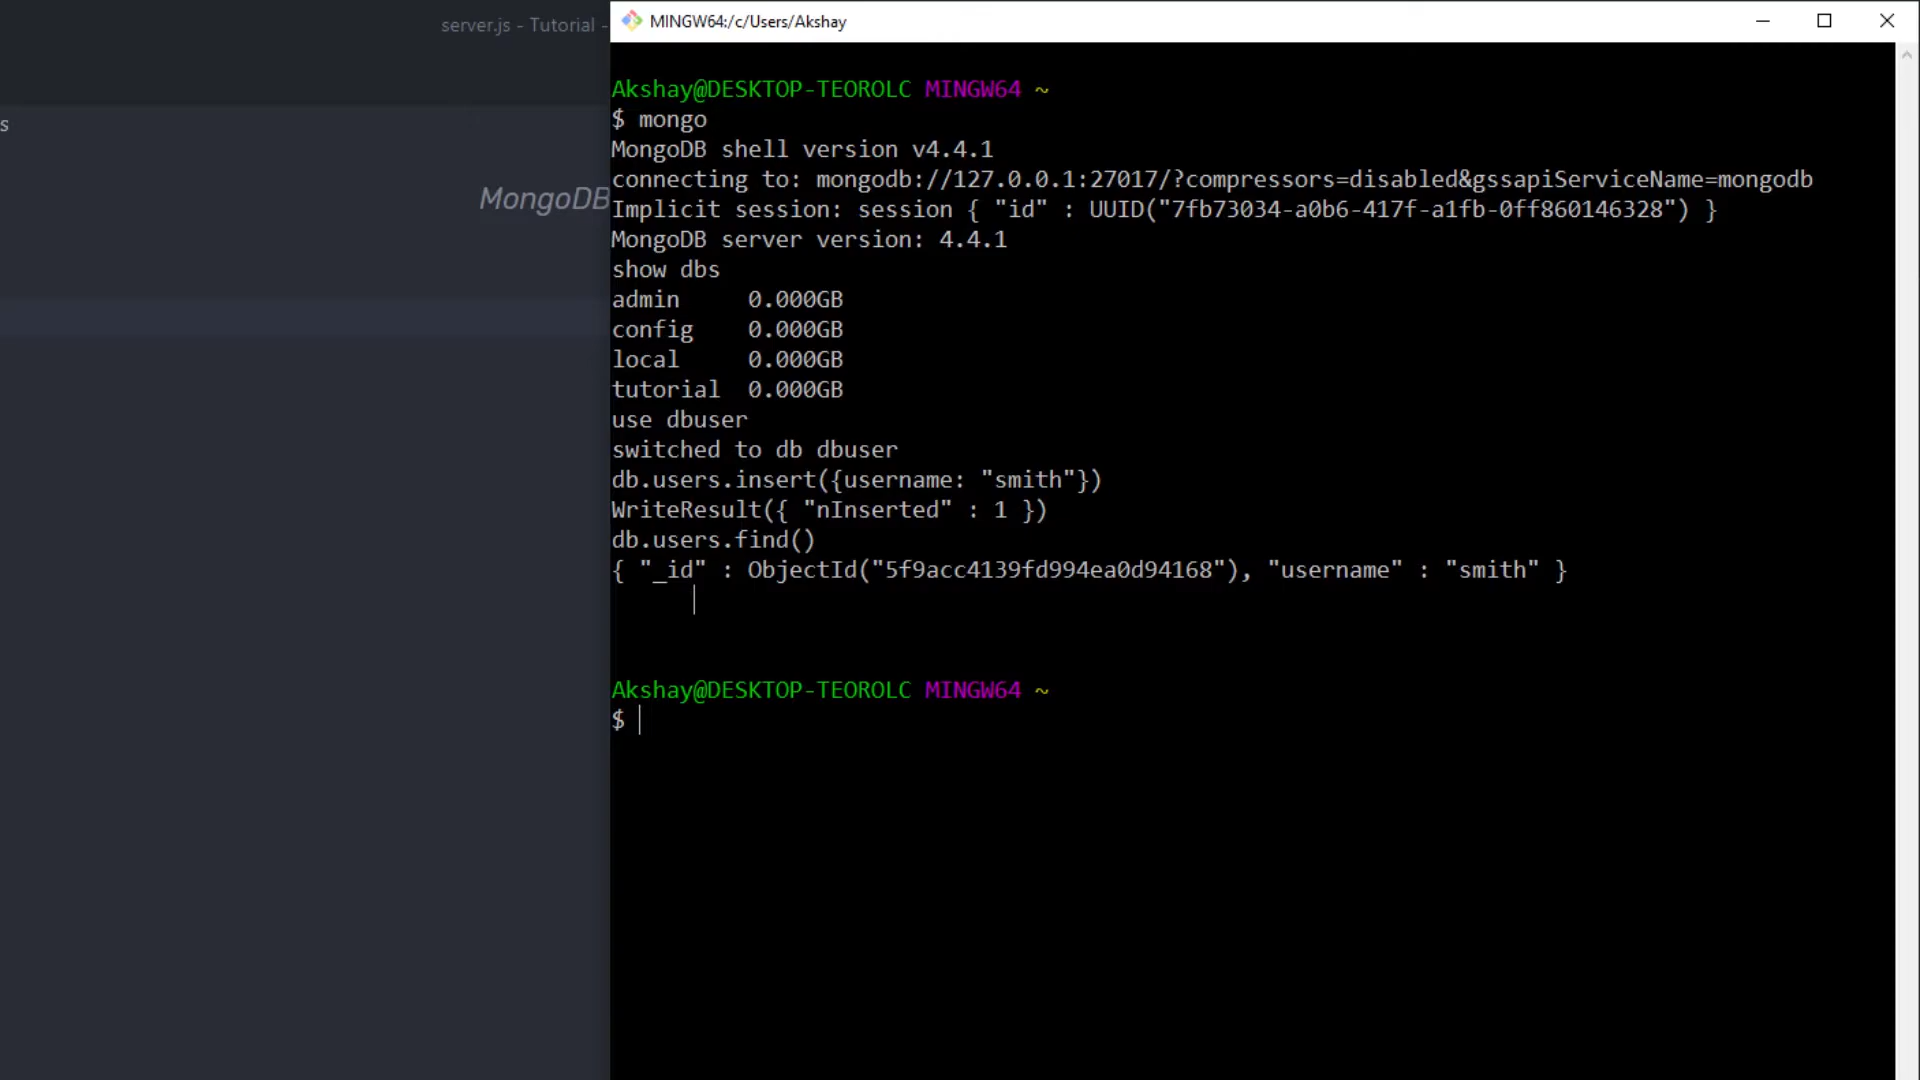 server.js - Tutorial -
MINGW64:/c/Users/Akshay
s
MongoDB
Akshay@DESKTOP-TEOROLC MINGW64 ~
$ mongo
MongoDB shell version v4.4.1
connecting to: mongodb://127.0.0.1:27017/?compressors=disabled&gssapiServiceName=mongodb
Implicit session: session { "id" : UUID("7fb73034-a0b6-417f-a1fb-0ff860146328") }
MongoDB server version: 4.4.1
show dbs
admin     0.000GB
config    0.000GB
local     0.000GB
tutorial  0.000GB
use dbuser
switched to db dbuser
db.users.insert({username: "smith"})
WriteResult({ "nInserted" : 1 })
db.users.find()
{ "_id" : ObjectId("5f9acc4139fd994ea0d94168"), "username" : "smith" }
Akshay@DESKTOP-TEOROLC MINGW64 ~
$